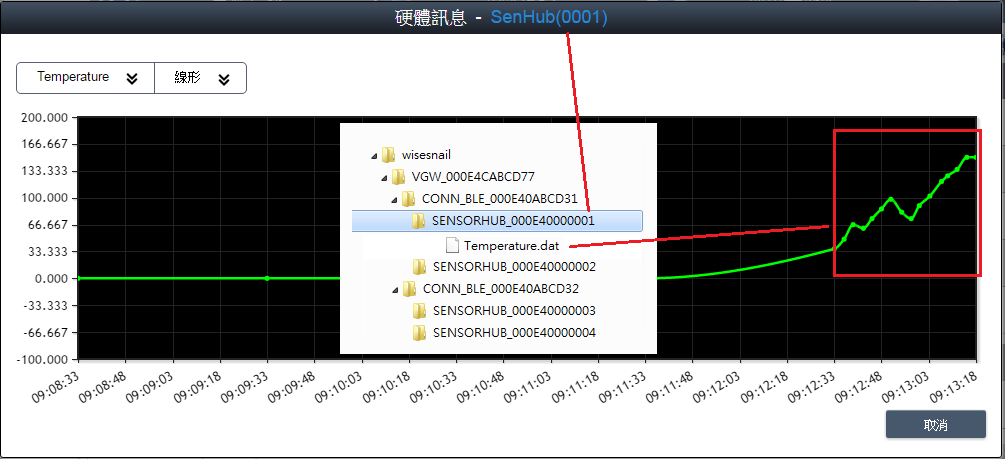 硬體訊息 - SenHub(0001)
Temperature 線形
200.000
166.667
133.333
100.000
66.667
33.333
0.000
-33.333
-66.667
-100.000
wisesnail
VGW_000E4CABCD77
CONN_BLE_000E40ABCD31
SENSORHUB_000E40000001
Temperature.dat
SENSORHUB_000E40000002
CONN_BLE_000E40ABCD32
SENSORHUB_000E40000003
SENSORHUB_000E40000004
09:08:33 09:08:48 09:09:03 09:09:18 09:09:33 09:09:48 09:10:03 09:10:18 09:10:33 09:10:48 09:11:03 09:11:18 09:11:33 09:11:48 09:12:03 09:12:18 09:12:33 09:12:48 09:13:03 09:13:18
取消